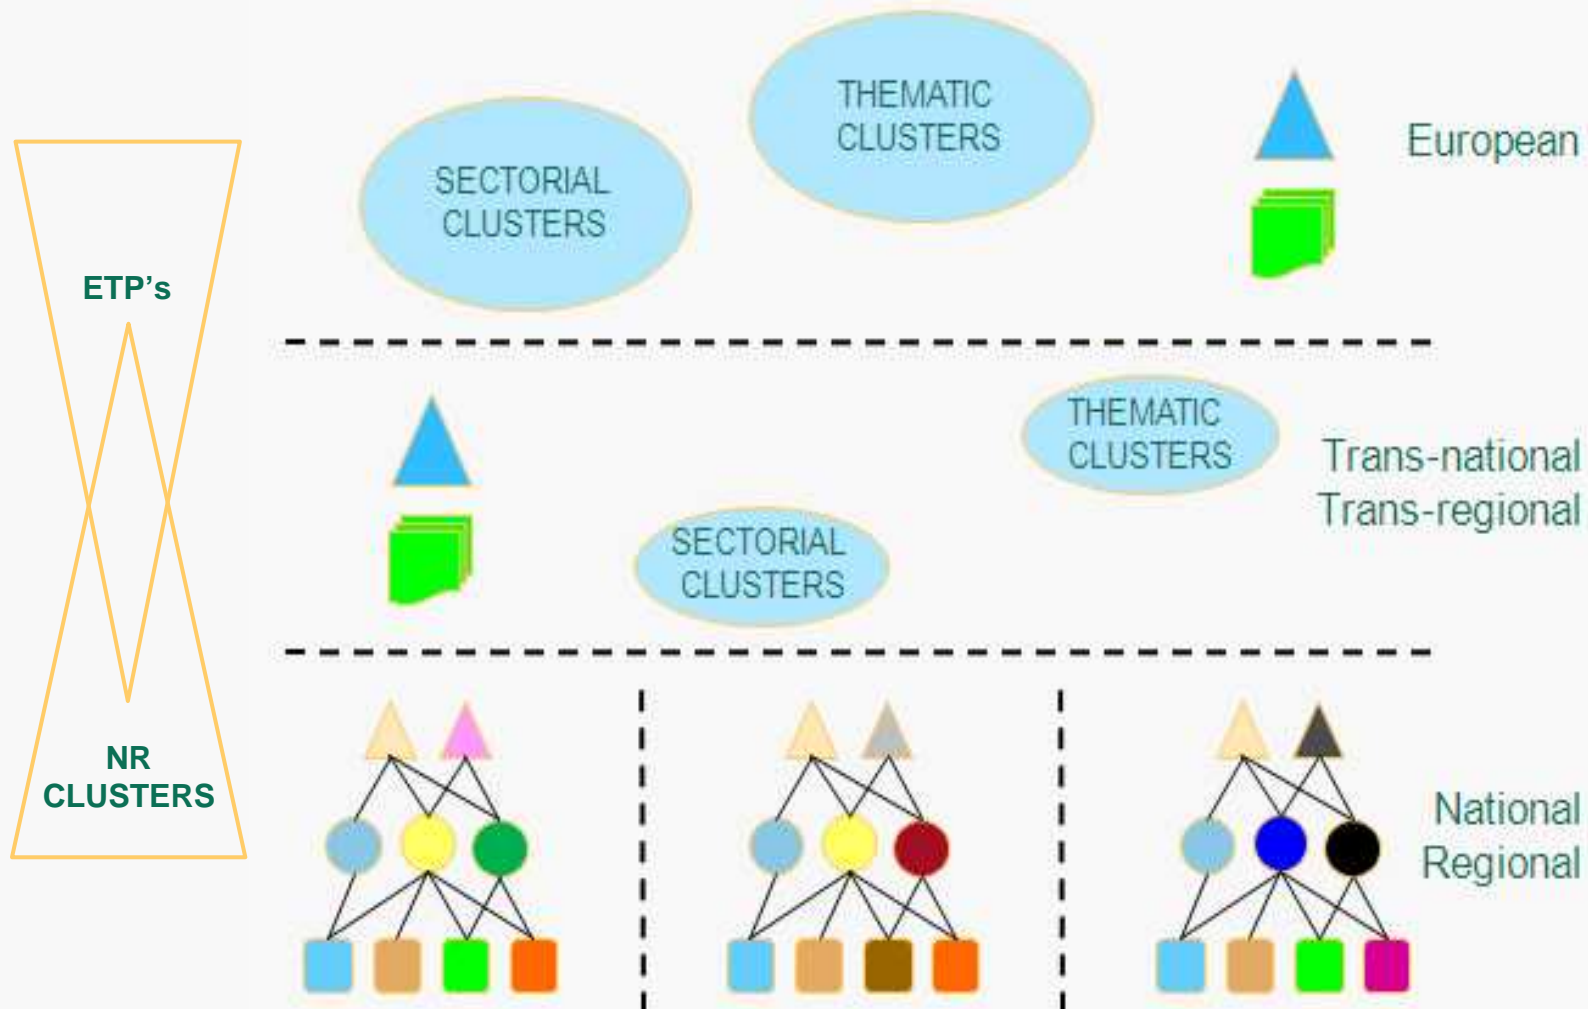 THEMATIC
CLUSTERS
SECTORIAL
CLUSTERS
European
ETP’s
THEMATIC
CLUSTERS
Trans-national
Trans-regional
SECTORIAL
CLUSTERS
NR
CLUSTERS
National
Regional